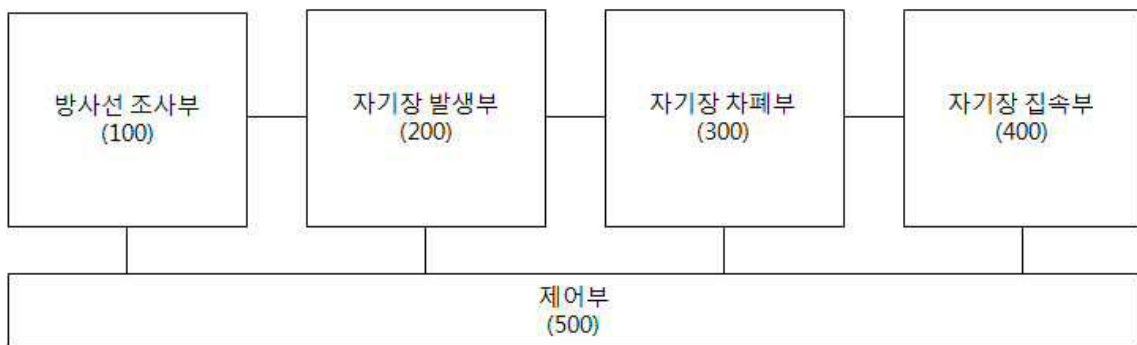 방사선 조사부
(100)
자기장 발생부
(200)
자기장 차폐부
(300)
자기장 집속부
(400)
제어부
(500)